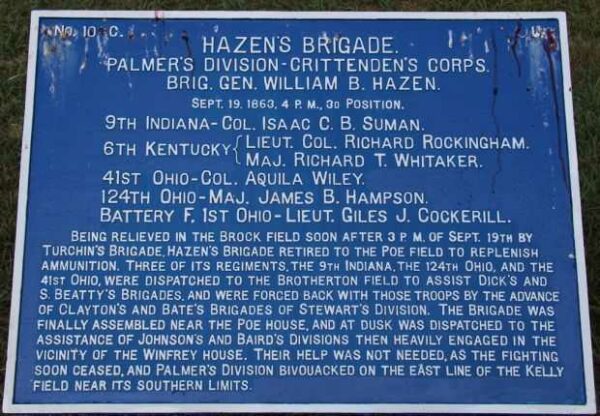 No. 10 C. U.S.
HAZEN'S BRIGADE.
PALMER'S DIVISION-CRITTENDEN'S CORPS.
BRIG. GEN. WILLIAM B. HAZEN.
SEPT. 19, 1863, 4 P.M., 3D POSITION.
9TH INDIANA-COL. ISAAC C. B. SUMAN.
6TH KENTUCKY { LIEUT. COL. RICHARD ROCKINGHAM.
MAJ. RICHARD T. WHITAKER.
41ST OHIO-COL. AQUILA WILEY.
124TH OHIO-MAJ. JAMES B. HAMPSON.
BATTERY F, 1ST OHIO-LIEUT. GILES J. COCKERILL.
BEING RELIEVED IN THE BROCK FIELD SOON AFTER 3 P.M. OF SEPT. 19TH BY
TURCHIN'S BRIGADE, HAZEN'S BRIGADE RETIRED TO THE POE FIELD TO REPLENISH
AMMUNITION. THREE OF ITS REGIMENTS, THE 9TH INDIANA, THE 124TH OHIO, AND THE
41ST OHIO, WERE DISPATCHED TO THE BROTHERTON FIELD TO ASSIST DICK'S AND
S. BEATTY'S BRIGADES, AND WERE FORCED BACK WITH THOSE TROOPS BY THE ADVANCE
OF CLAYTON'S AND BATE'S BRIGADES OF STEWART'S DIVISION. THE BRIGADE WAS
FINALLY ASSEMBLED NEAR THE POE HOUSE, AND AT DUSK WAS DISPATCHED TO THE
ASSISTANCE OF JOHNSON'S AND BAIRD'S DIVISIONS THEN HEAVILY ENGAGED IN THE
VICINITY OF THE WINFREY HOUSE. THEIR HELP WAS NOT NEEDED, AS THE FIGHTING
SOON CEASED, AND PALMER'S DIVISION BIVOUACKED ON THE EAST LINE OF THE KELLY
FIELD NEAR ITS SOUTHERN LIMITS.